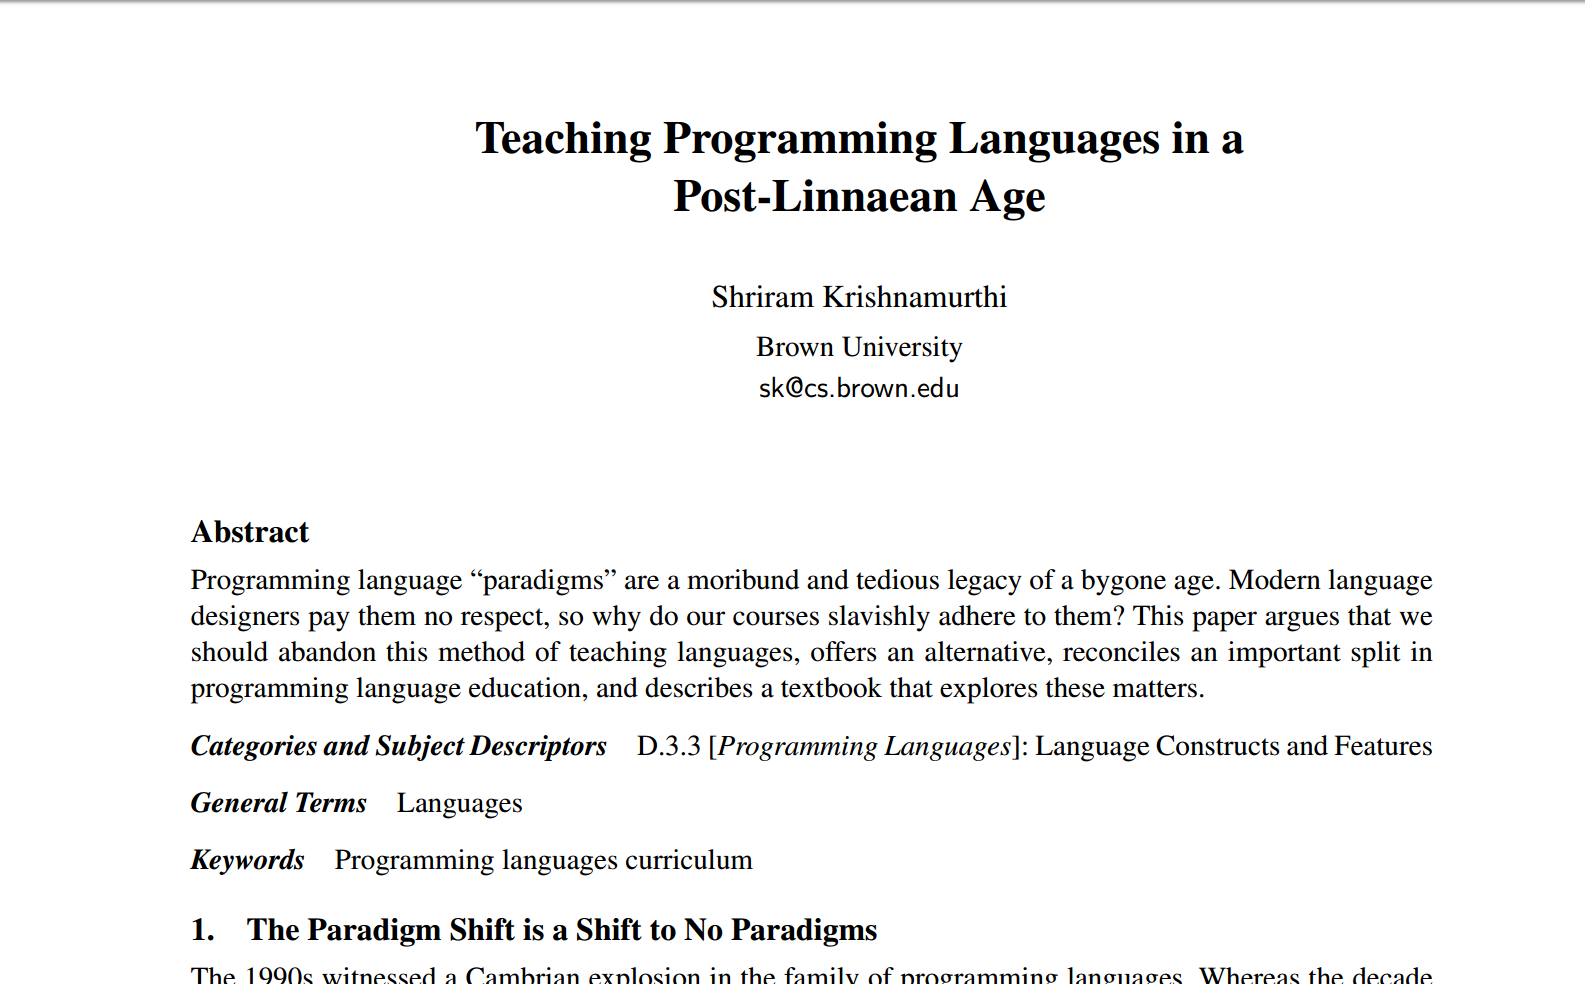 Teaching Programming Languages in a
Post-Linnaean Age
Shriram Krishnamurthi
Brown University
sk@cs.brown.edu
Abstract
Programming language “paradigms” are a moribund and tedious legacy of a bygone age. Modern language
designers pay them no respect, so why do our courses slavishly adhere to them? This paper argues that we
should abandon this method of teaching languages, offers an alternative, reconciles an important split in
programming language education, and describes a textbook that explores these matters.
Categories and Subject Descriptors D.3.3 [Programming Languages]: Language Constructs and Features
General Terms Languages
Keywords Programming languages curriculum
1. The Paradigm Shift is a Shift to No Paradigms
The 1990s witnessed a Cambrian explosion in the family of programming languages. Whereas the decade